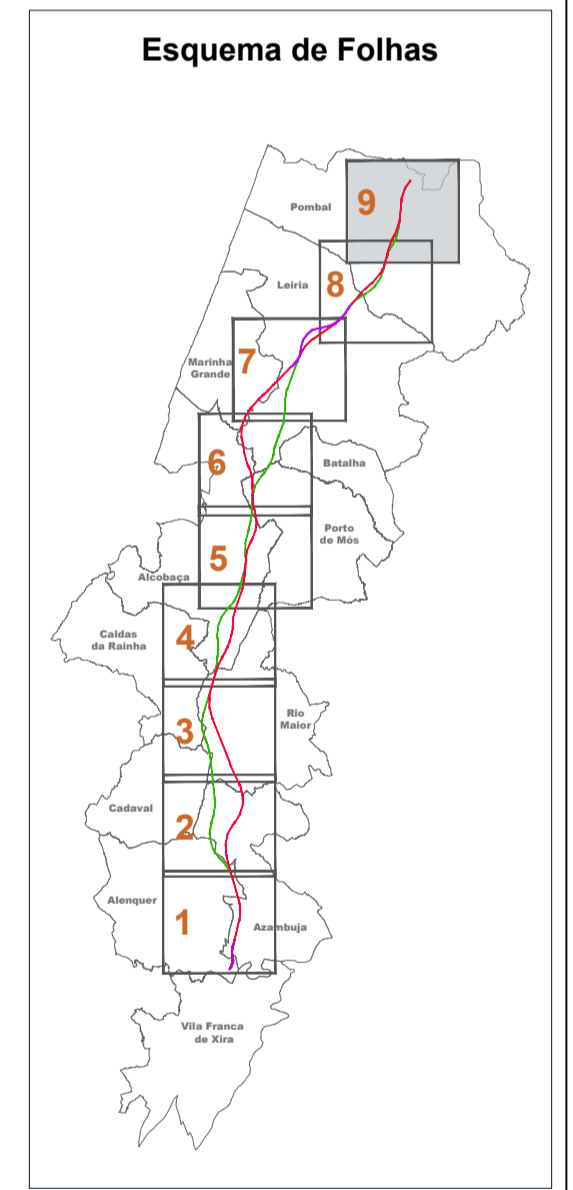 Esquema de Folhas
Pombal
9
Leiria
8
Marinha
Grande
7
6
Batalha
Porto
de Mós
5
Alcobaça
Caldas
da Rainha
4
Rio
Maior
3
Cadaval
2
Alenquer
1
Azambuja
Vila Franca
de Xira